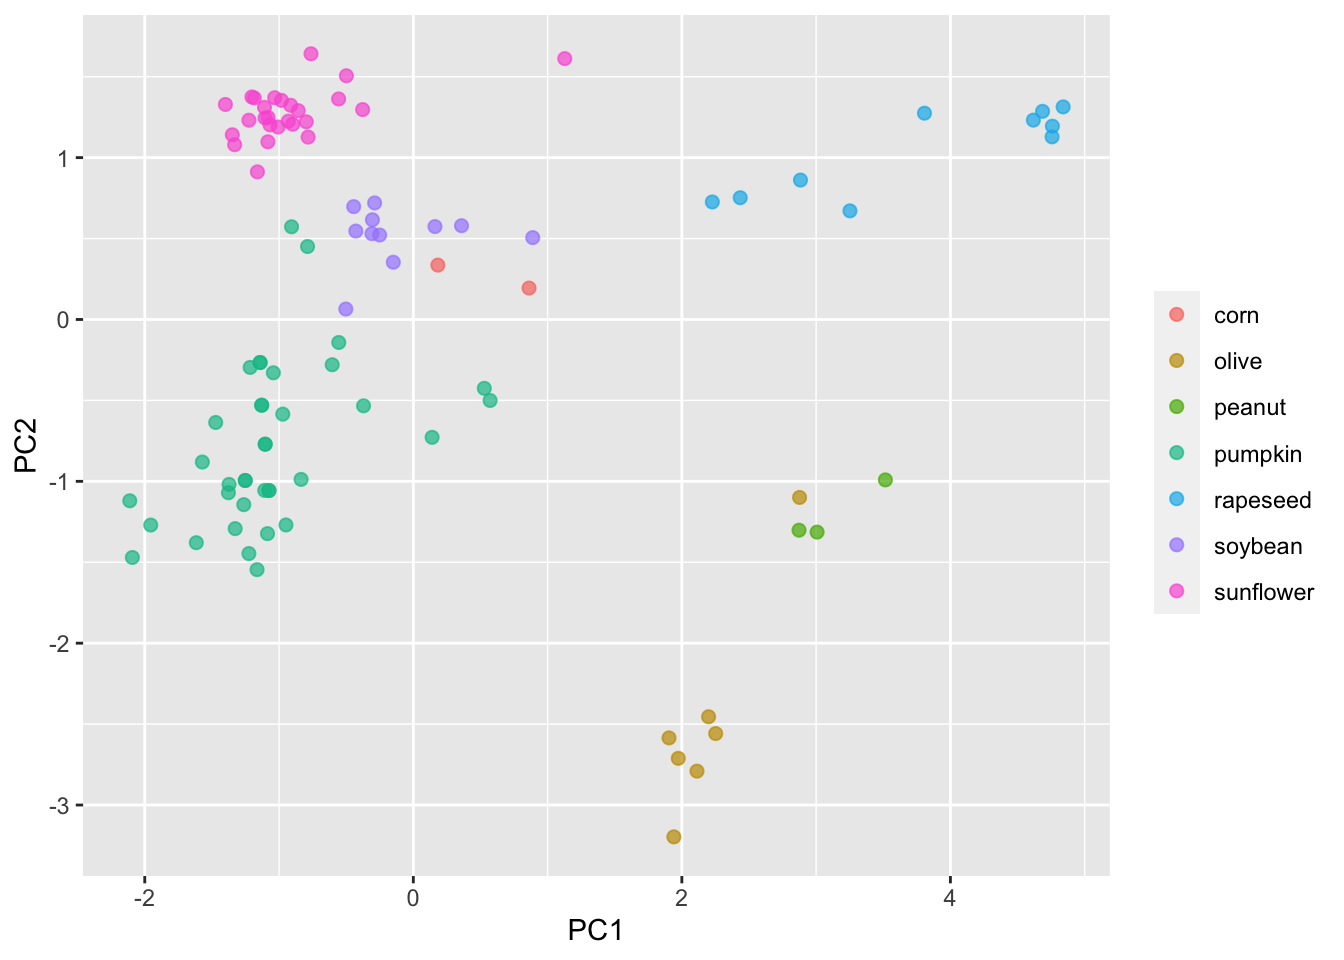 1
0
-1
-2
-3
PC2
-2
0
2
4
PC1
corn
olive
peanut
pumpkin
rapeseed
soybean
sunflower